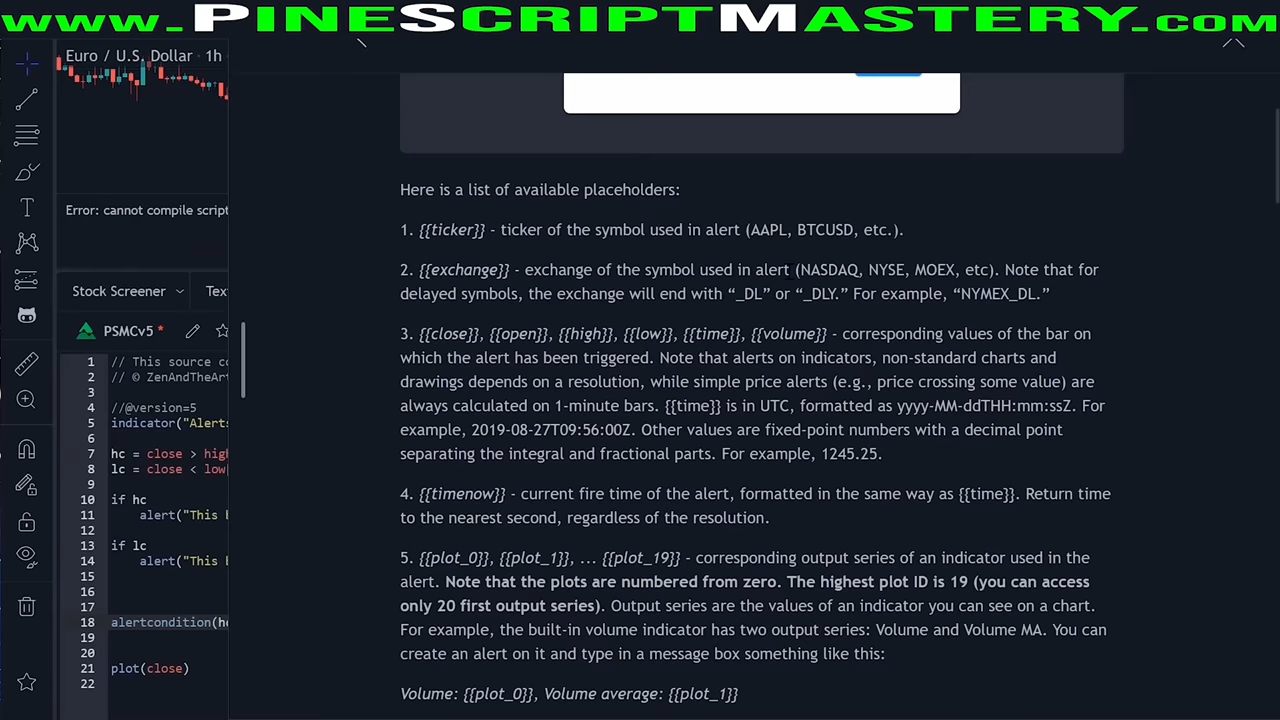 www.PineScriptMastery.com
Euro / U.S. Dollar · 1h
Error: cannot compile script
Stock Screener
PSMCv5 *
1 // This source
2 // © ZenAndTheArt
3
4 //@version=5
5 indicator("Alerts
6
7 hc = close > high
8 lc = close < low
9
10 if hc
11 alert("This
12
13 if lc
14 alert("This
15
16
17
18 alertcondition(
19
20
21 plot(close)
22
Here is a list of available placeholders:
1. {{ticker}} - ticker of the symbol used in alert (AAPL, BTCUSD, etc.).
2. {{exchange}} - exchange of the symbol used in alert (NASDAQ, NYSE, MOEX, etc). Note that for
delayed symbols, the exchange will end with “_DL” or “_DLY.” For example, “NYMEX_DL.”
3. {{close}}, {{open}}, {{high}}, {{low}}, {{time}}, {{volume}} - corresponding values of the bar on
which the alert has been triggered. Note that alerts on indicators, non-standard charts and
drawings depends on a resolution, while simple price alerts (e.g., price crossing some value) are
always calculated on 1-minute bars. {{time}} is in UTC, formatted as yyyy-MM-ddTHH:mm:ssZ. For
example, 2019-08-27T09:56:00Z. Other values are fixed-point numbers with a decimal point
separating the integral and fractional parts. For example, 1245.25.
4. {{timenow}} - current fire time of the alert, formatted in the same way as {{time}}. Return time
to the nearest second, regardless of the resolution.
5. {{plot_0}}, {{plot_1}}, ... {{plot_19}} - corresponding output series of an indicator used in the
alert. Note that the plots are numbered from zero. The highest plot ID is 19 (you can access
only 20 first output series). Output series are the values of an indicator you can see on a chart.
For example, the built-in volume indicator has two output series: Volume and Volume MA. You can
create an alert on it and type in a message box something like this:
Volume: {{plot_0}}, Volume average: {{plot_1}}